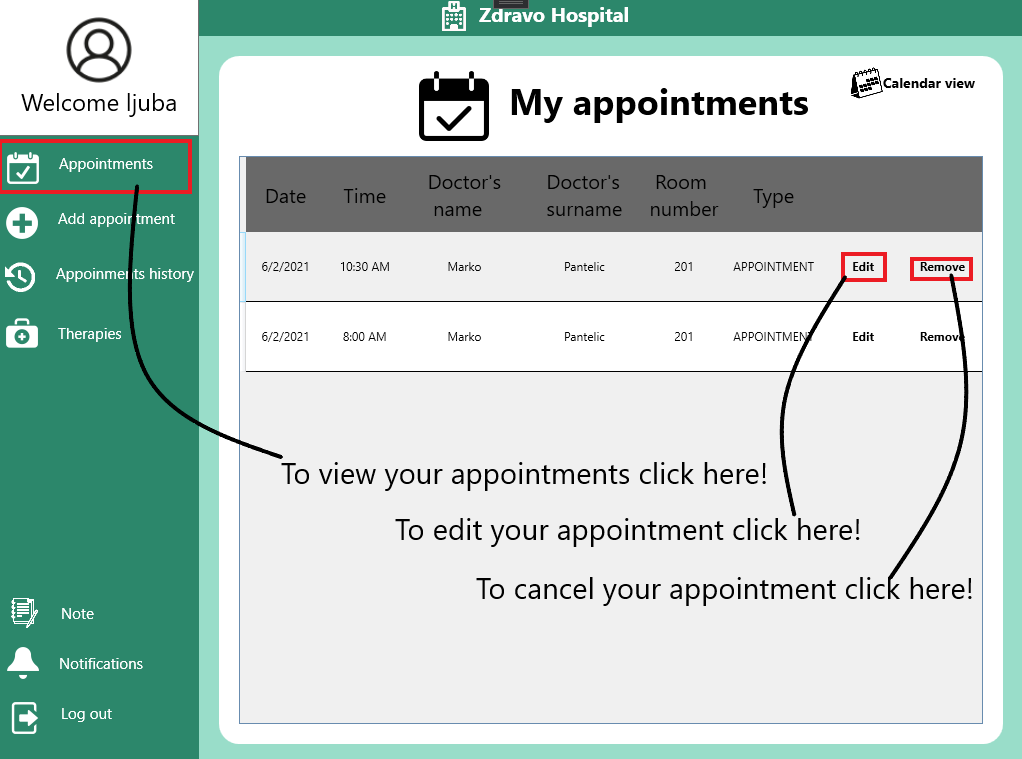 Zdravo Hospital
Welcome ljuba
Appointments
Add appointment
Appoinments history
Therapies
Note
Notifications
Log out
My appointments
Calendar view
Date Time Doctor's name Doctor's surname Room number Type
6/2/2021 10:30 AM Marko Pantelic 201 APPOINTMENT Edit Remove
6/2/2021 8:00 AM Marko Pantelic 201 APPOINTMENT Edit Remove
To view your appointments click here!
To edit your appointment click here!
To cancel your appointment click here!